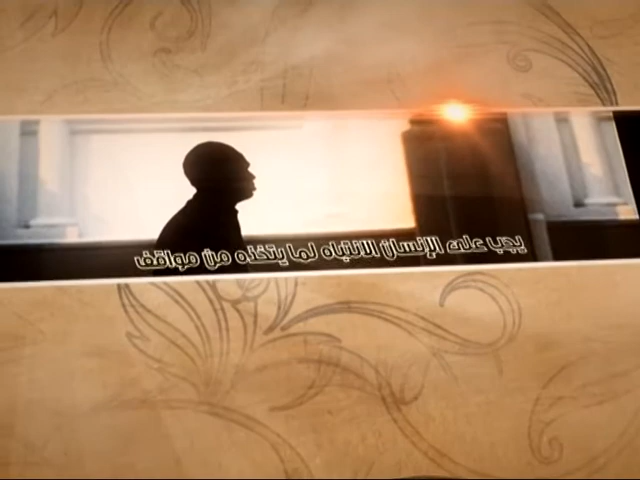 يجب على الإنسان الانتباه لما يتخذه من مواقف